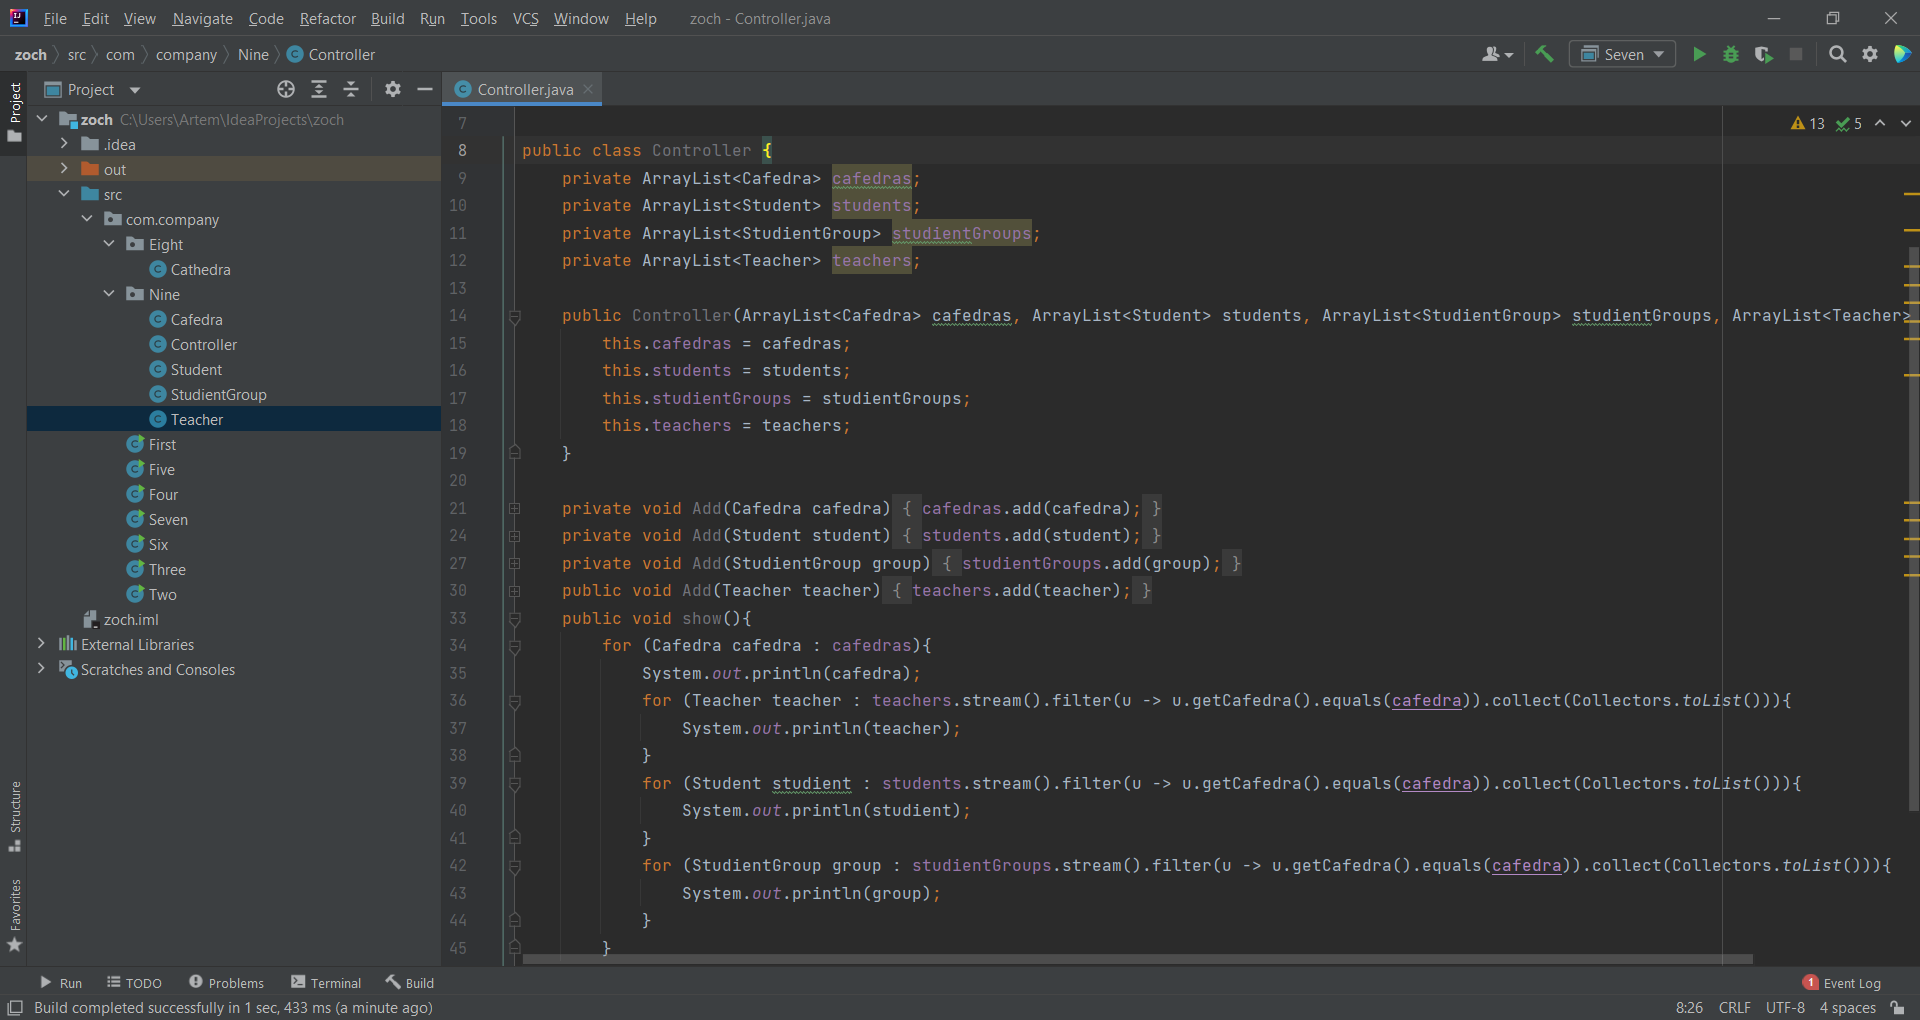 File Edit View Navigate Code Refactor Build Run Tools VCS Window Help zoch - Controller.java
zoch src com company Nine Controller Seven
Project Controller.java
Project
zoch C:\Users\Artem\IdeaProjects\zoch
.idea
out
src
com.company
Eight
Cathedra
Nine
Cafedra
Controller
Student
StudientGroup
Teacher
First
Five
Four
Seven
Six
Three
Two
zoch.iml
External Libraries
Scratches and Consoles
Structure
Favorites
13 5
7
8 public class Controller {
9 private ArrayList<Cafedra> cafedras;
10 private ArrayList<Student> students;
11 private ArrayList<StudientGroup> studientGroups;
12 private ArrayList<Teacher> teachers;
13
14 public Controller(ArrayList<Cafedra> cafedras, ArrayList<Student> students, ArrayList<StudientGroup> studientGroups, ArrayList<Teacher>
15 this.cafedras = cafedras;
16 this.students = students;
17 this.studientGroups = studientGroups;
18 this.teachers = teachers;
19 }
20
21 private void Add(Cafedra cafedra) { cafedras.add(cafedra); }
24 private void Add(Student student) { students.add(student); }
27 private void Add(StudientGroup group) { studientGroups.add(group); }
30 public void Add(Teacher teacher) { teachers.add(teacher); }
33 public void show(){
34 for (Cafedra cafedra : cafedras){
35 System.out.println(cafedra);
36 for (Teacher teacher : teachers.stream().filter(u -> u.getCafedra().equals(cafedra)).collect(Collectors.toList())){
37 System.out.println(teacher);
38 }
39 for (Student studient : students.stream().filter(u -> u.getCafedra().equals(cafedra)).collect(Collectors.toList())){
40 System.out.println(studient);
41 }
42 for (StudientGroup group : studientGroups.stream().filter(u -> u.getCafedra().equals(cafedra)).collect(Collectors.toList())){
43 System.out.println(group);
44 }
45 }
Run TODO Problems Terminal Build 1 Event Log
Build completed successfully in 1 sec, 433 ms (a minute ago) 8:26 CRLF UTF-8 4 spaces